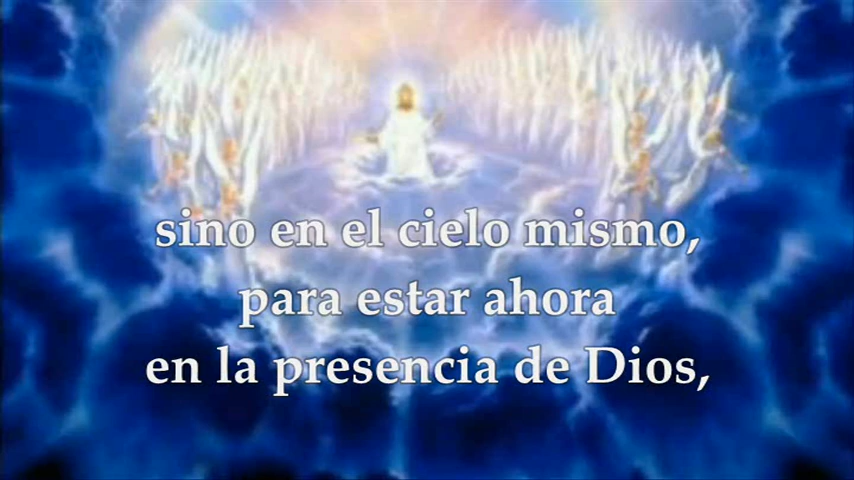 sino en el cielo mismo,
para estar ahora
en la presencia de Dios,